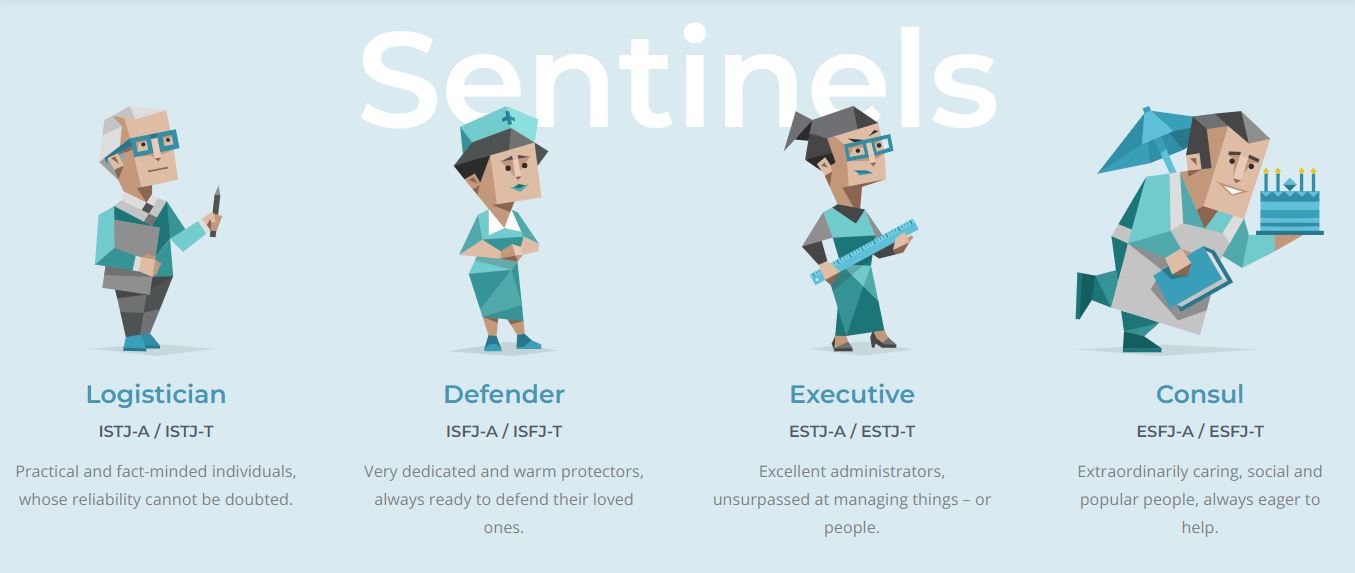 Sentinels
Logistician
ISTJ-A / ISTJ-T
Practical and fact-minded individuals,
whose reliability cannot be doubted.
Defender
ISFJ-A / ISFJ-T
Very dedicated and warm protectors,
always ready to defend their loved
ones.
Executive
ESTJ-A / ESTJ-T
Excellent administrators,
unsurpassed at managing things – or
people.
Consul
ESFJ-A / ESFJ-T
Extraordinarily caring, social and
popular people, always eager to
help.